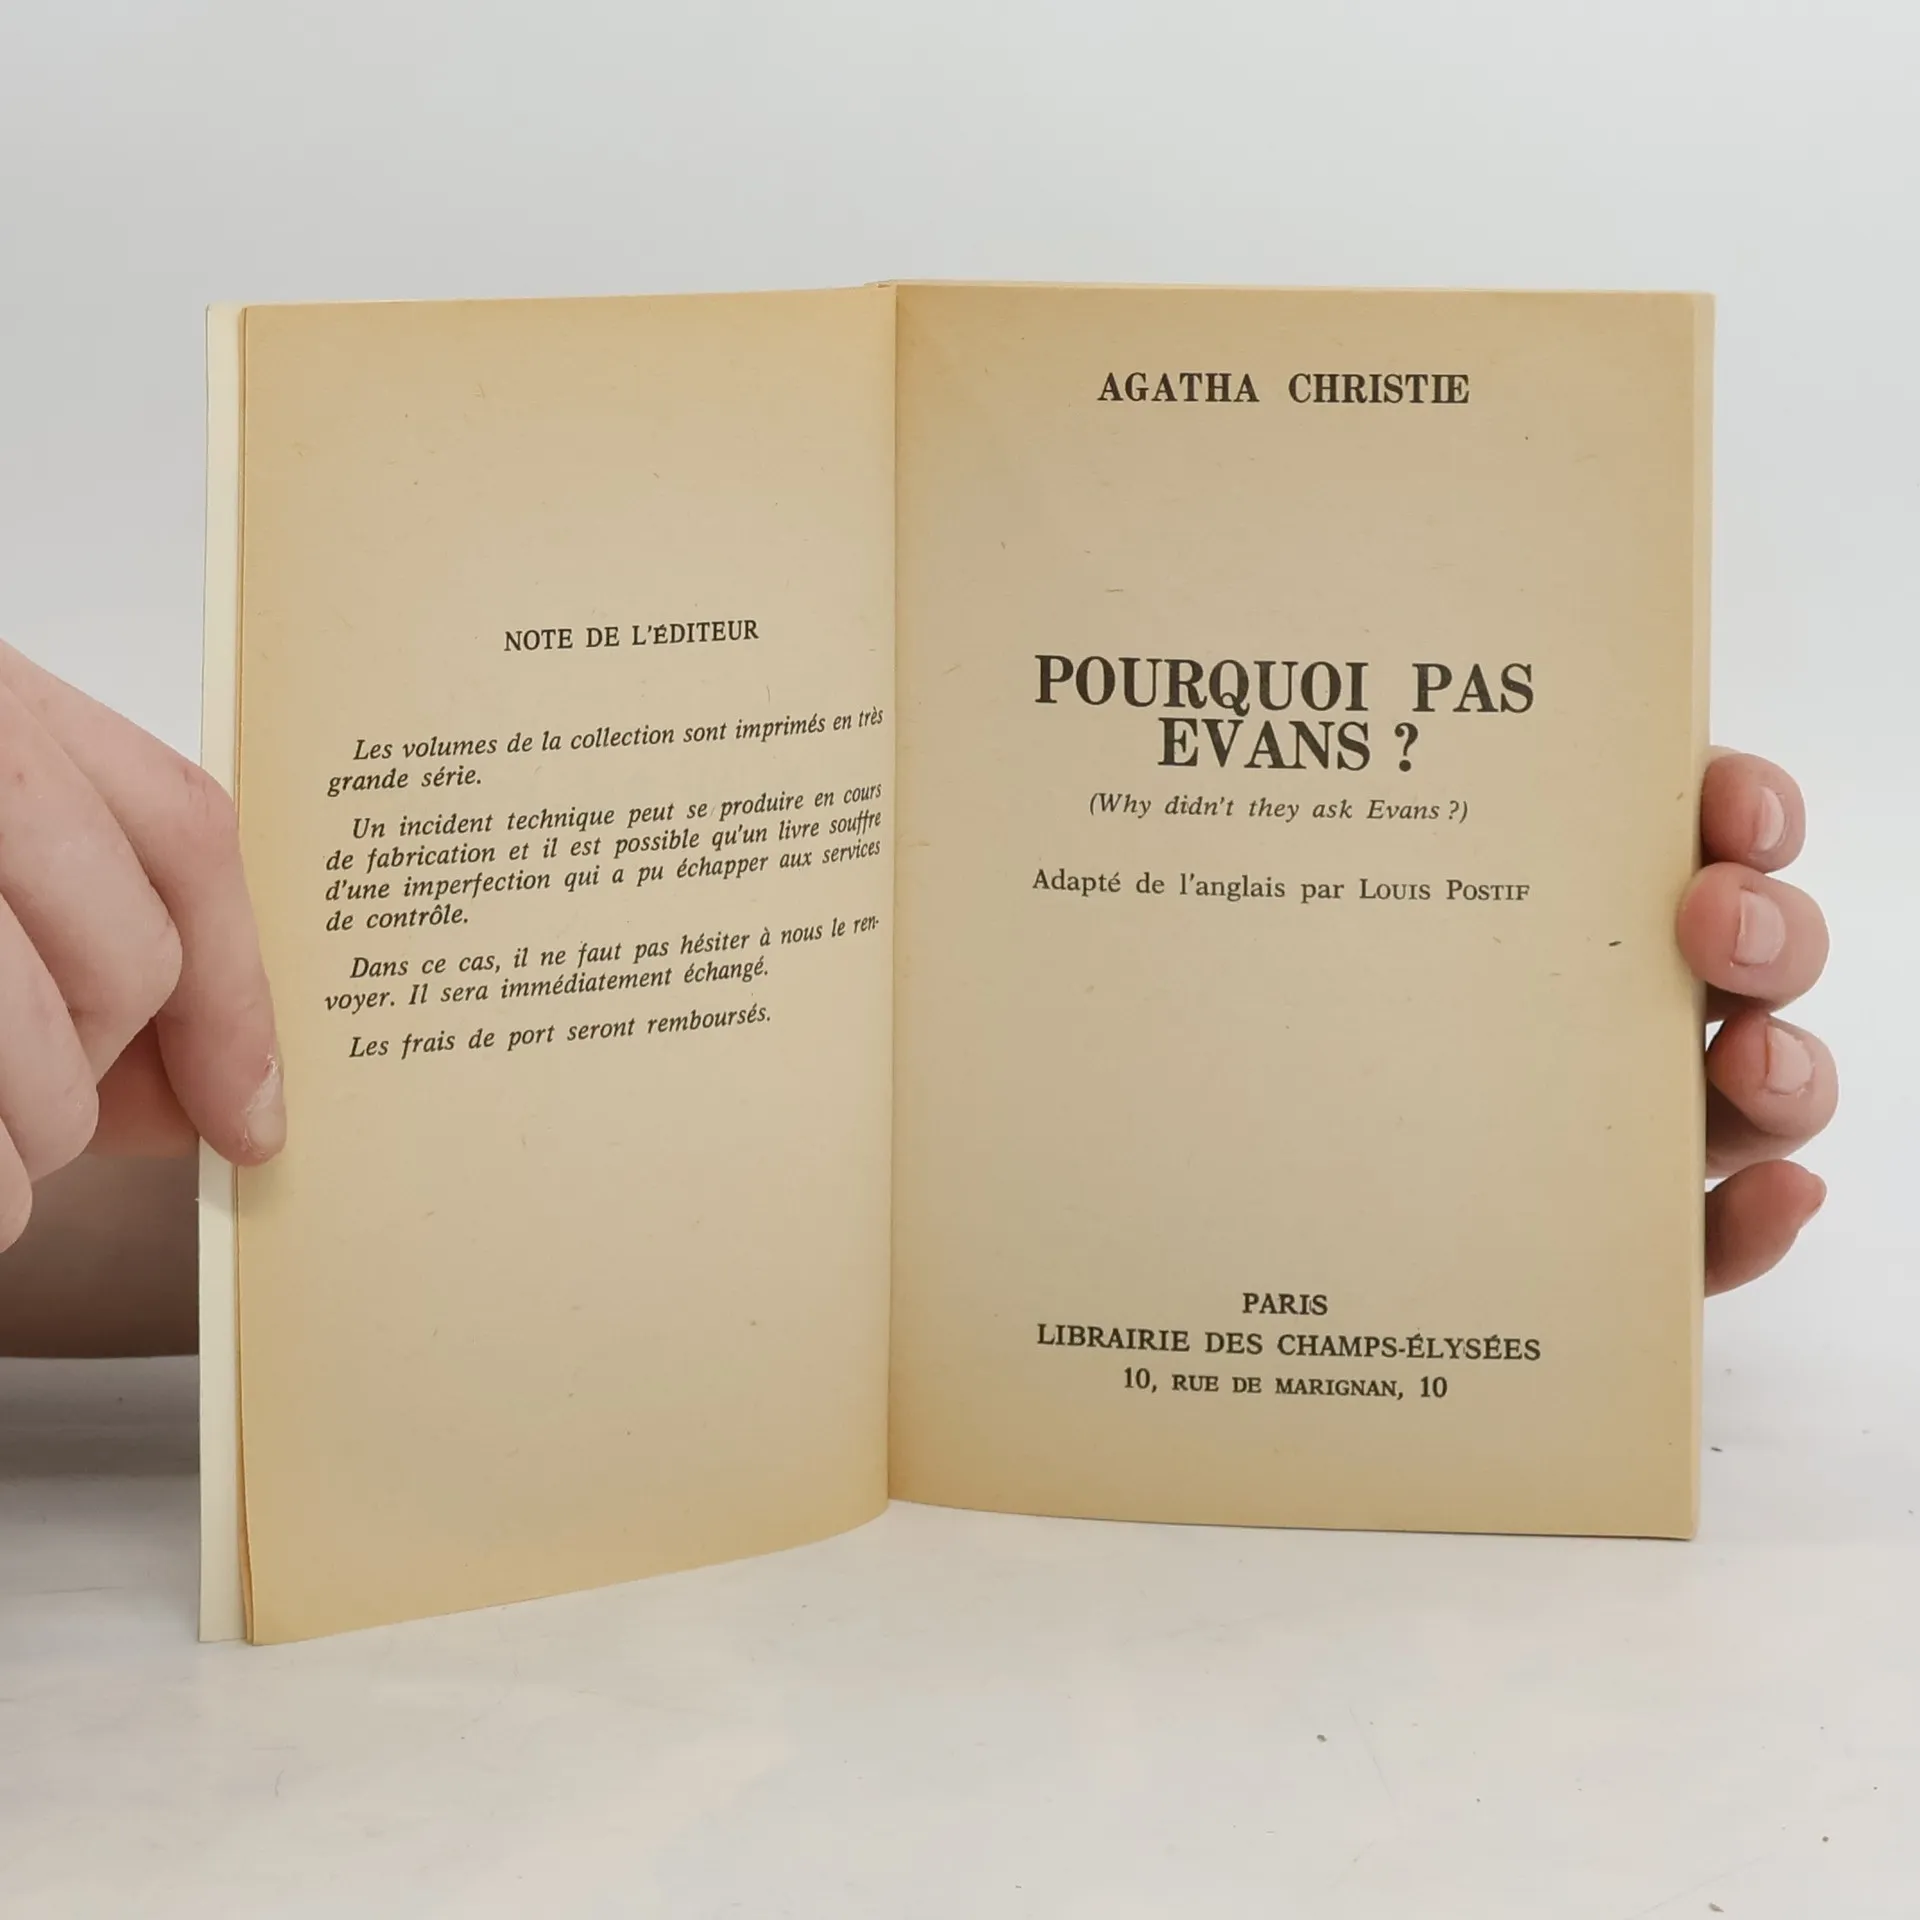 NOTE DE L'ÉDITEUR
Les volumes de la collection sont imprimés en très
grande série.
Un incident technique peut se produire en cours
de fabrication et il est possible qu'un livre souffre
d'une imperfection qui a pu échapper aux services
de contrôle.
Dans ce cas, il ne faut pas hésiter à nous le ren-
voyer. Il sera immédiatement échangé.
Les frais de port seront remboursés.
AGATHA CHRISTIE
POURQUOI PAS
EVANS ?
(Why didn't they ask Evans ?)
Adapté de l'anglais par LOUIS POSTIF
PARIS
LIBRAIRIE DES CHAMPS-ÉLYSÉES
10, RUE DE MARIGNAN, 10